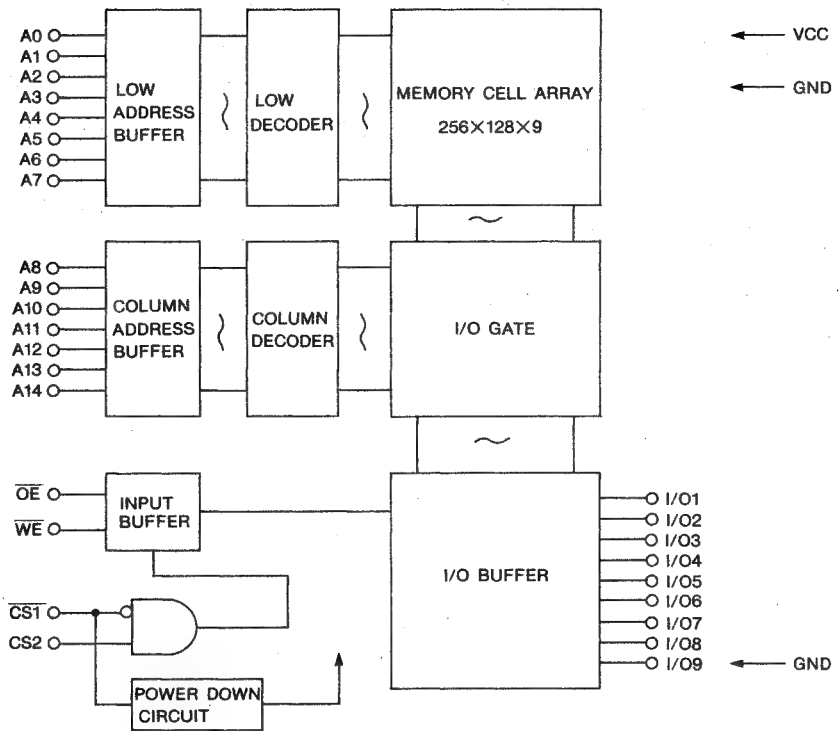 A0
A1
A2
A3
A4
A5
A6
A7
LOW
ADDRESS
BUFFER
LOW
DECODER
MEMORY CELL ARRAY
256×128×9
VCC
GND
A8
A9
A10
A11
A12
A13
A14
COLUMN
ADDRESS
BUFFER
COLUMN
DECODER
I/O GATE
OE
WE
INPUT
BUFFER
CS1
CS2
POWER DOWN
CIRCUIT
I/O BUFFER
I/O1
I/O2
I/O3
I/O4
I/O5
I/O6
I/O7
I/O8
I/O9
GND